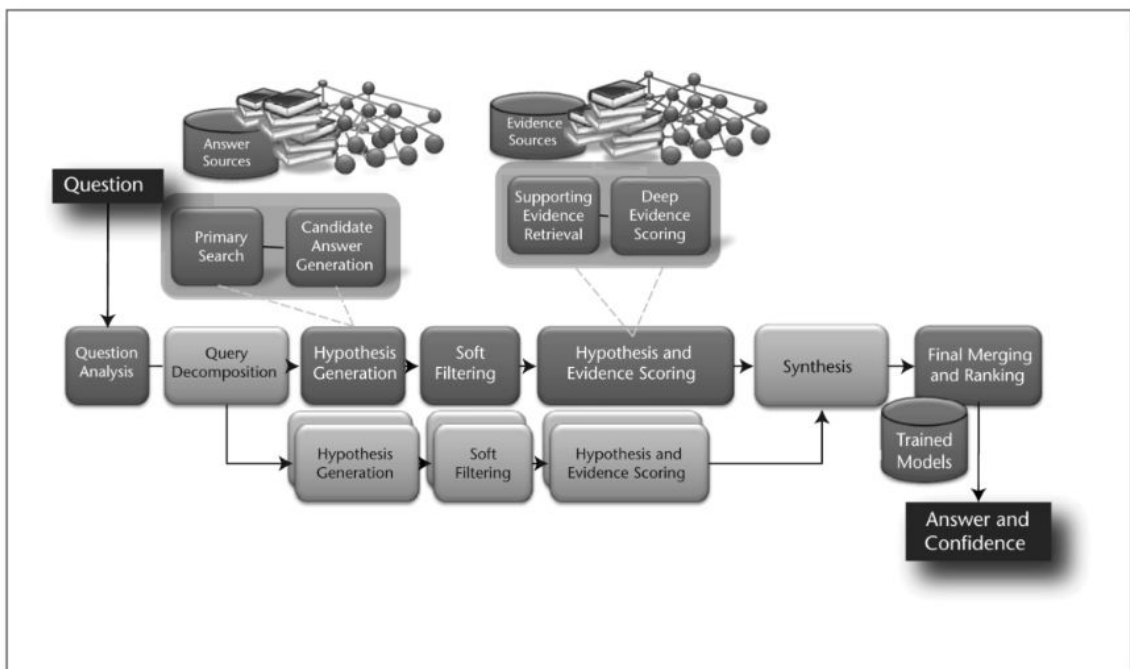 Answer
Sources
Evidence
Sources
Question
Primary
Search
Candidate
Answer
Generation
Supporting
Evidence
Retrieval
Deep
Evidence
Scoring
Question
Analysis
Query
Decomposition
Hypothesis
Generation
Soft
Filtering
Hypothesis and
Evidence Scoring
Synthesis
Final Merging
and Ranking
Trained
Models
Hypothesis
Generation
Soft
Filtering
Hypothesis and
Evidence Scoring
Answer and
Confidence